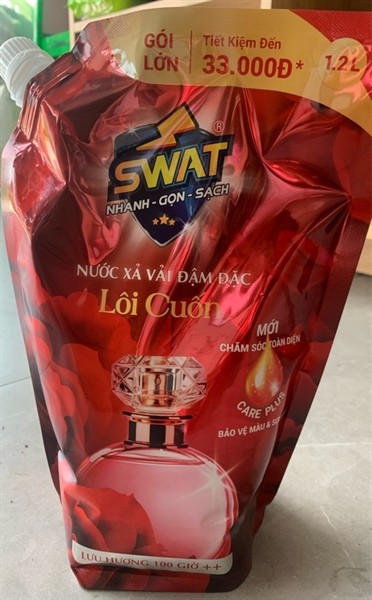 GÓI LỚN
Tiết Kiệm Đến
33.000Đ*
1.2L
SWAT®
NHANH - GỌN - SẠCH
NƯỚC XẢ VẢI ĐẬM ĐẶC
Lôi Cuốn
MỚI
CHĂM SÓC TOÀN DIỆN
CARE PLUS
BẢO VỆ MÀU &
LƯU HƯƠNG 100 GIỜ ++